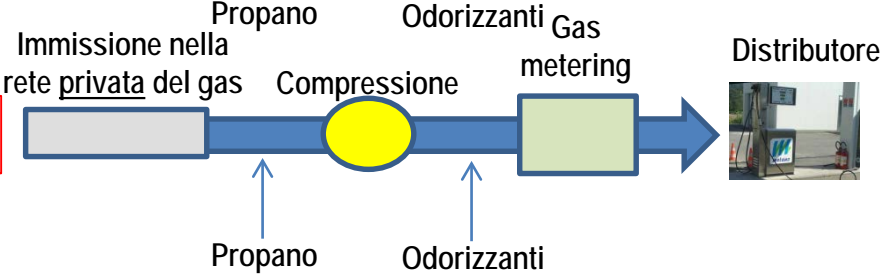 Propano
Odorizzanti
Immissione nella
rete privata del gas
Compressione
Gas
metering
Distributore
Propano
Odorizzanti